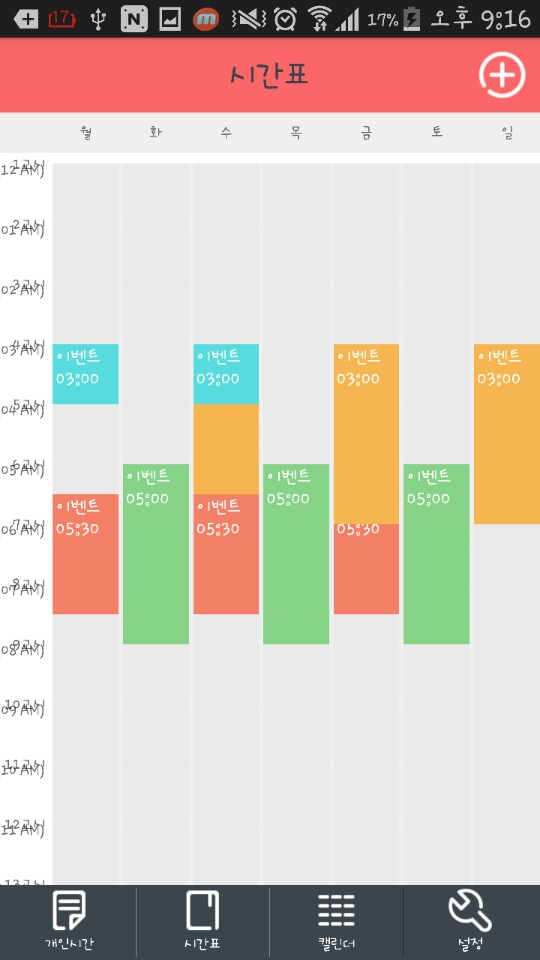 17
N
m
17% 오후 9:16
시간표
월 화 수 목 금 토 일
1교시
(12 AM)
2교시
(01 AM)
3교시
(02 AM)
4교시
(03 AM)
이벤트 이벤트 이벤트 이벤트
03:00 03:00 03:00 03:00
5교시
(04 AM)
6교시
(05 AM)
이벤트 이벤트 이벤트
05:00 05:00 05:00
이벤트 이벤트
05:30 05:30 05:30
7교시
(06 AM)
8교시
(07 AM)
9교시
(08 AM)
10교시
(09 AM)
11교시
(10 AM)
12교시
(11 AM)
13교시
개인시간 시간표 캘린더 설정